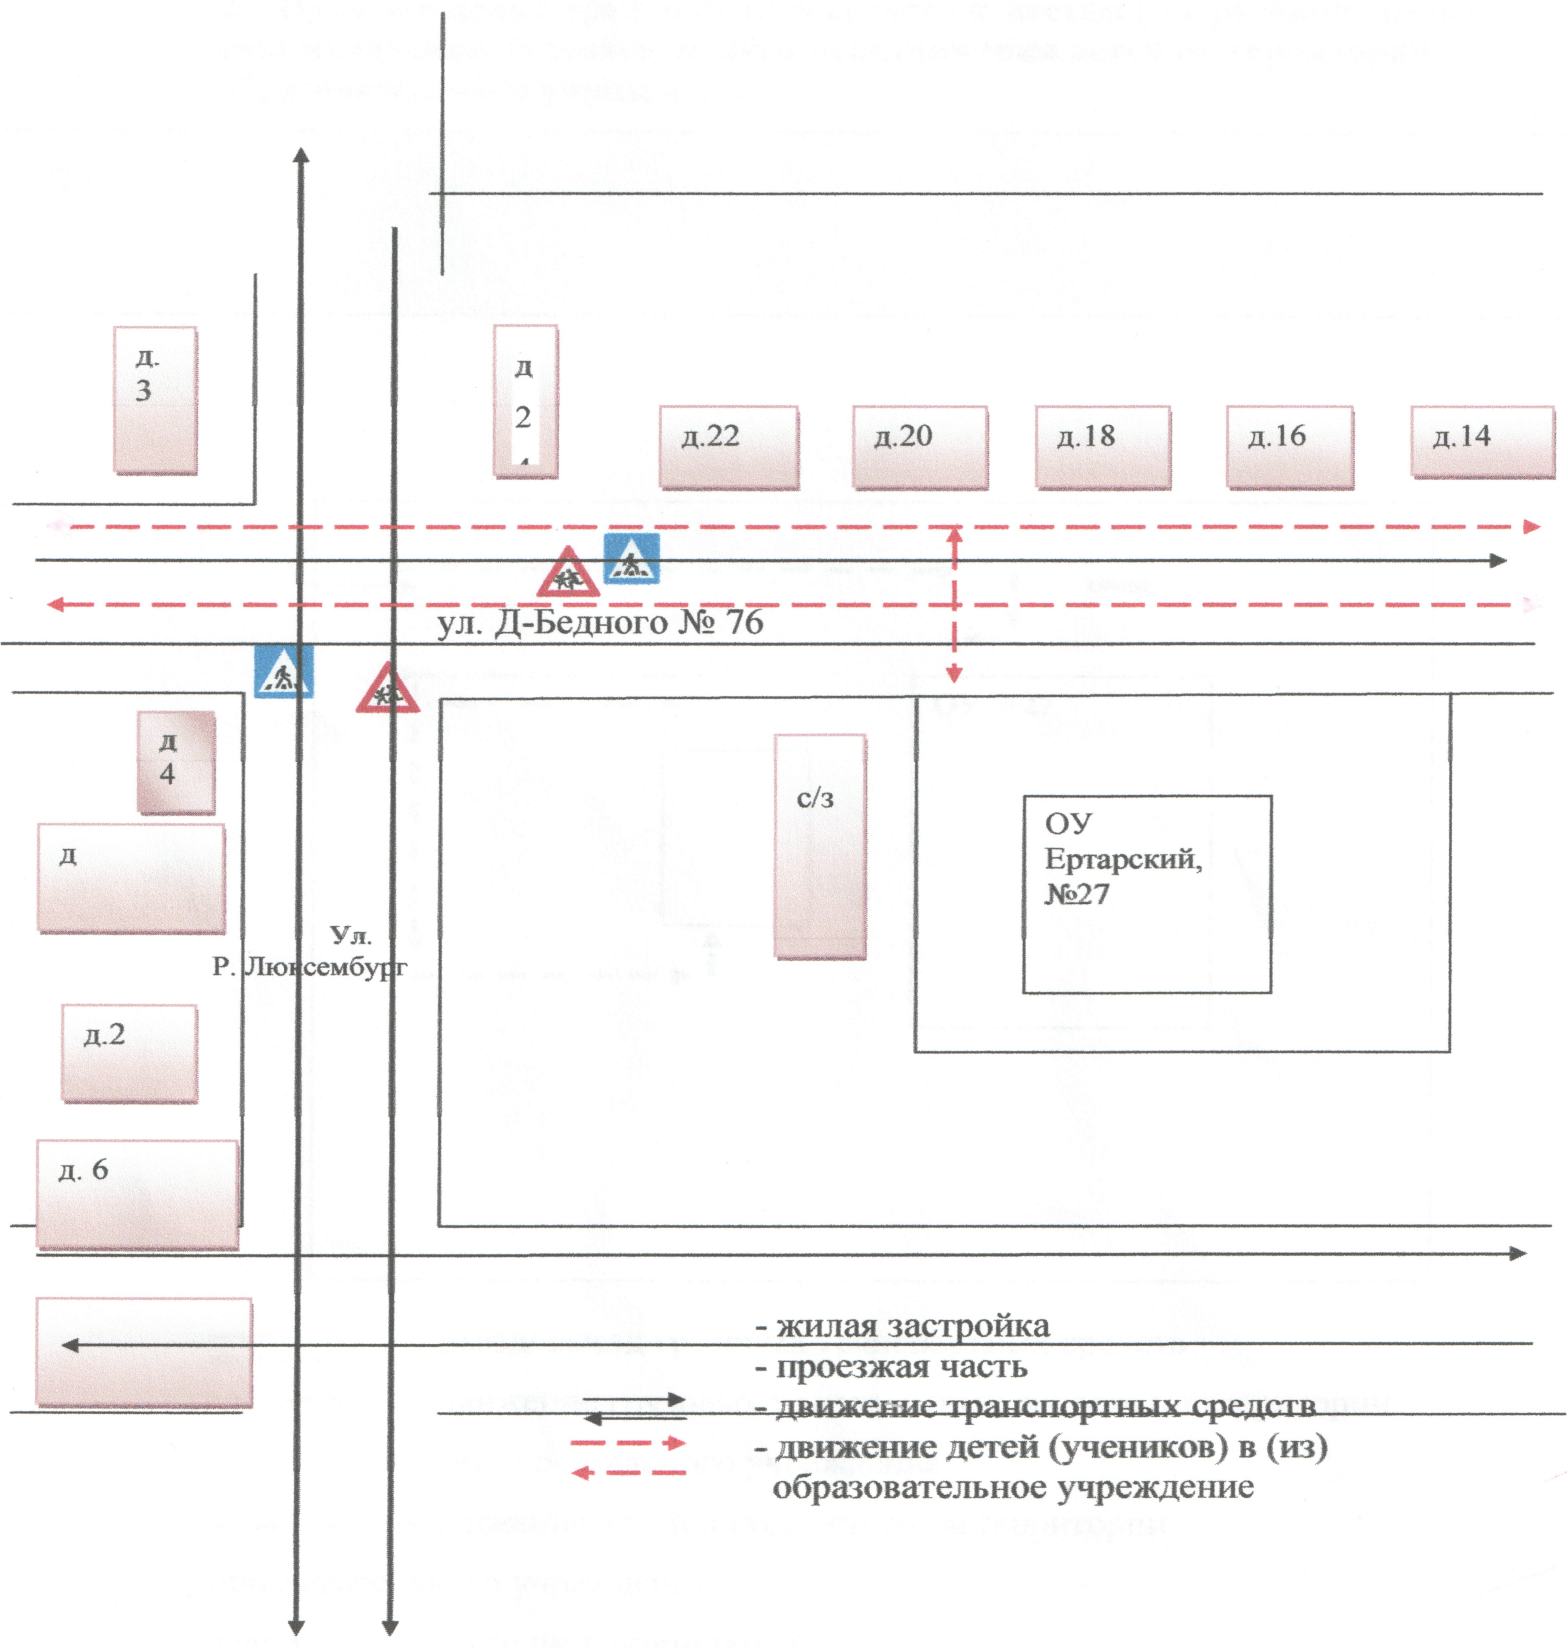 д.
3
д
2
4
д.22
д.20
д.18
д.16
д.14
ул. Д-Бедного № 76
д
4
д
с/з
ОУ
Ертарский,
№27
Ул.
Р. Люксембург
д.2
д. 6
- жилая застройка
- проезжая часть
- движение транспортных средств
- движение детей (учеников) в (из)
образовательное учреждение